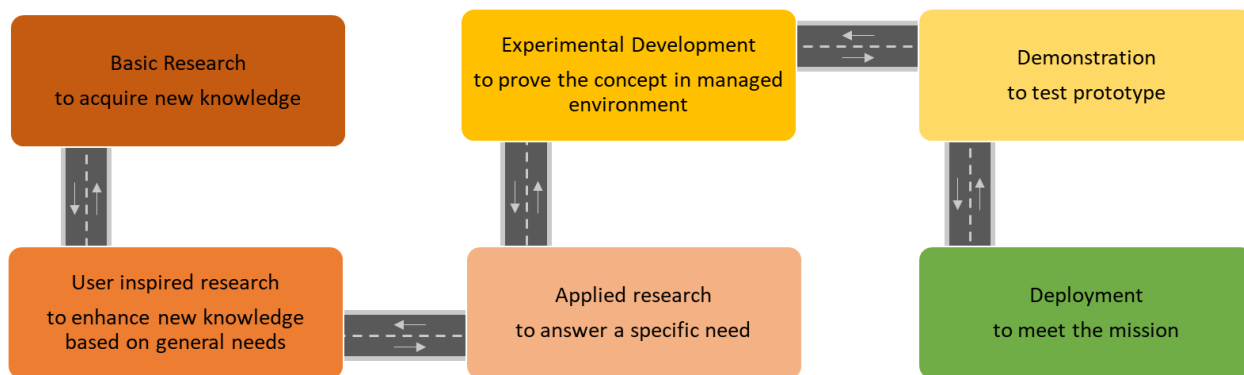 Basic Research
to acquire new knowledge
User inspired research
to enhance new knowledge
based on general needs
Applied research
to answer a specific need
Experimental Development
to prove the concept in managed
environment
Demonstration
to test prototype
Deployment
to meet the mission